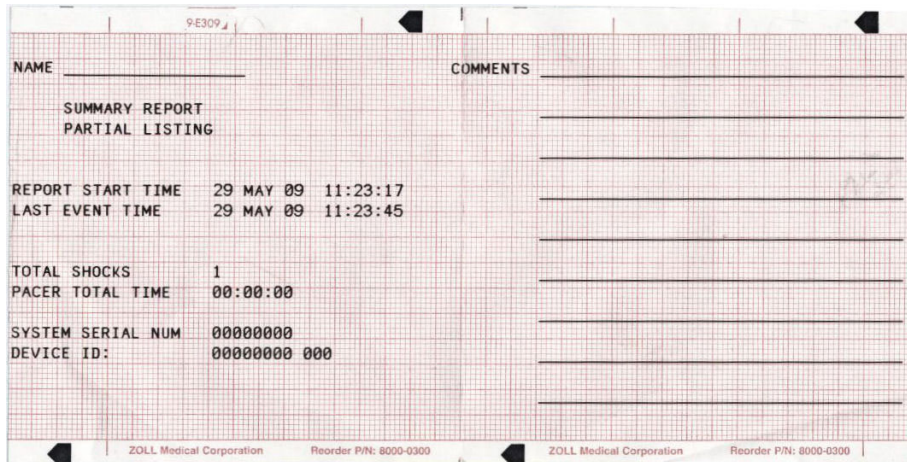 9-E309
NAME
COMMENTS
SUMMARY REPORT
PARTIAL LISTING
REPORT START TIME 29 MAY 09 11:23:17
LAST EVENT TIME 29 MAY 09 11:23:45
TOTAL SHOCKS 1
PACER TOTAL TIME 00:00:00
SYSTEM SERIAL NUM 00000000
DEVICE ID: 00000000 000
ZOLL Medical Corporation Reorder P/N: 8000-0300
ZOLL Medical Corporation Reorder P/N: 8000-0300